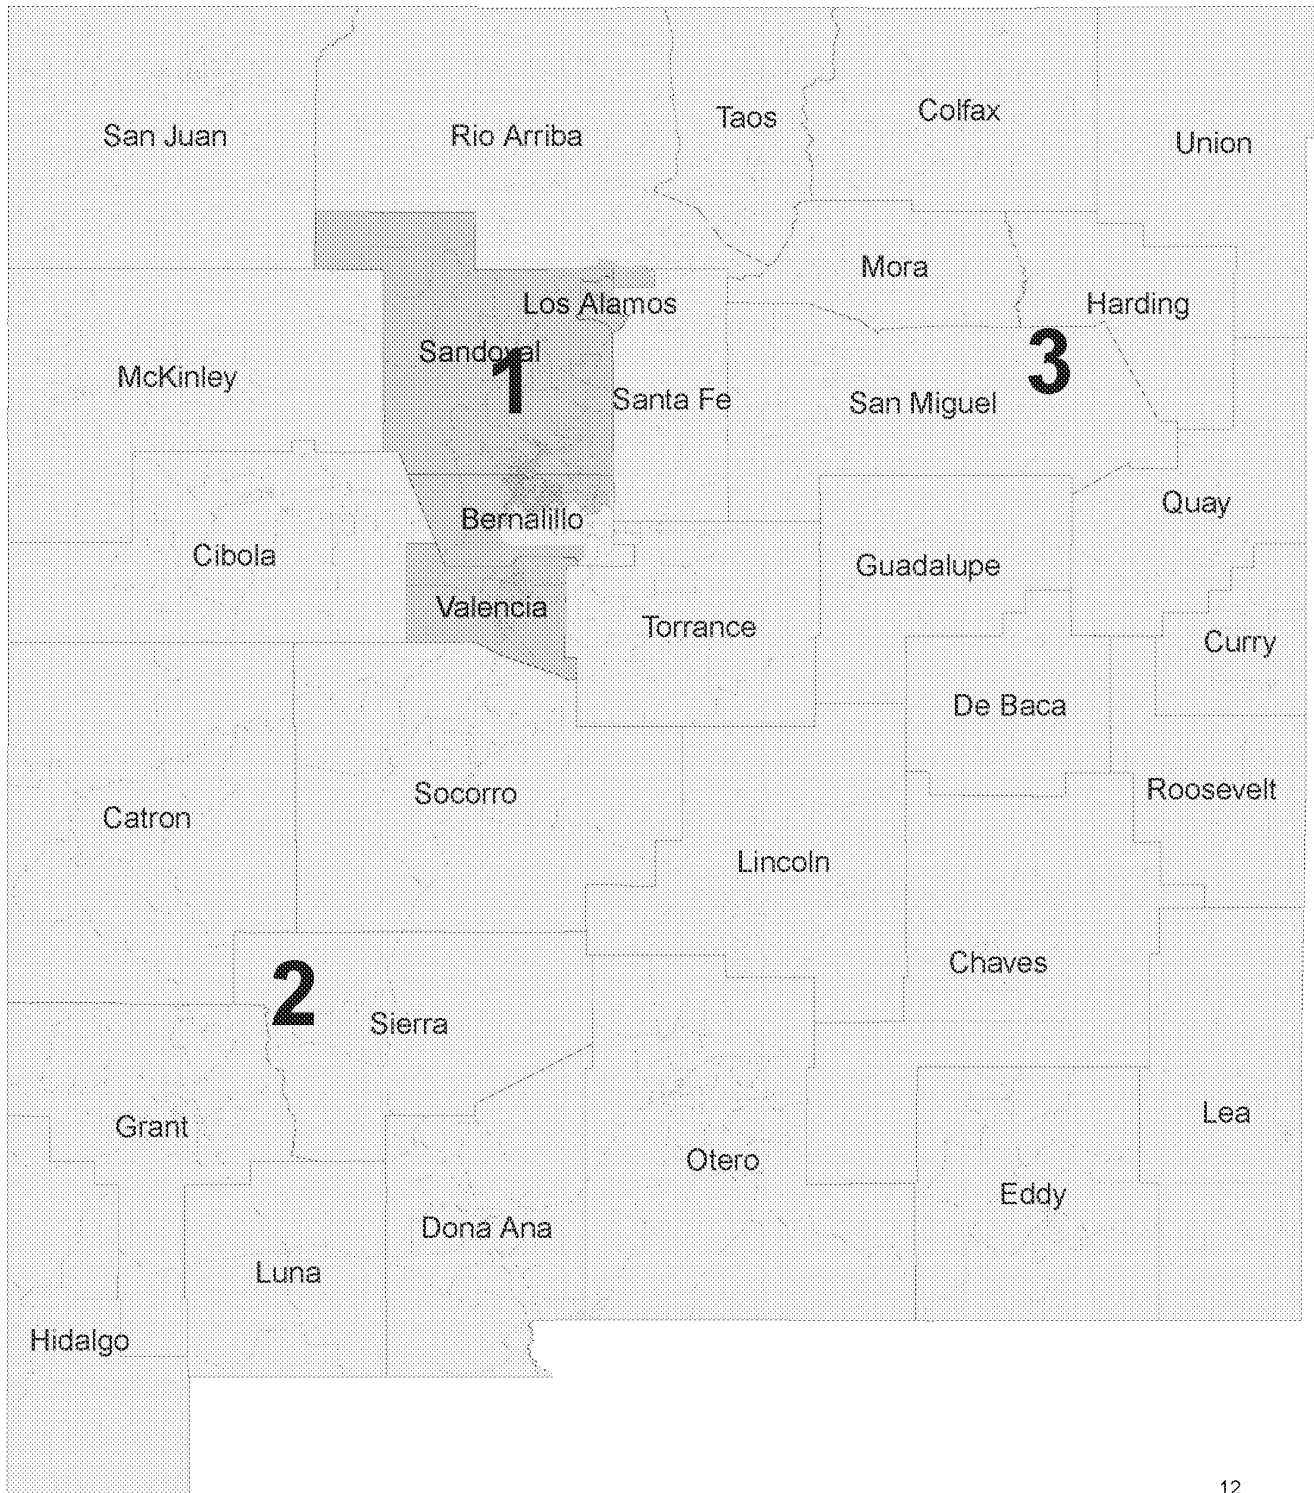 Taos
Colfax
San Juan
Rio Arriba
Union
Mora
Los Alamos
Harding
Sandoval
1
3
McKinley
Santa Fe
San Miguel
Quay
Bernalillo
Cibola
Guadalupe
Valencia
Torrance
Curry
De Baca
Socorro
Roosevelt
Catron
Lincoln
Chaves
2
Sierra
Lea
Grant
Otero
Eddy
Dona Ana
Luna
Hidalgo
12